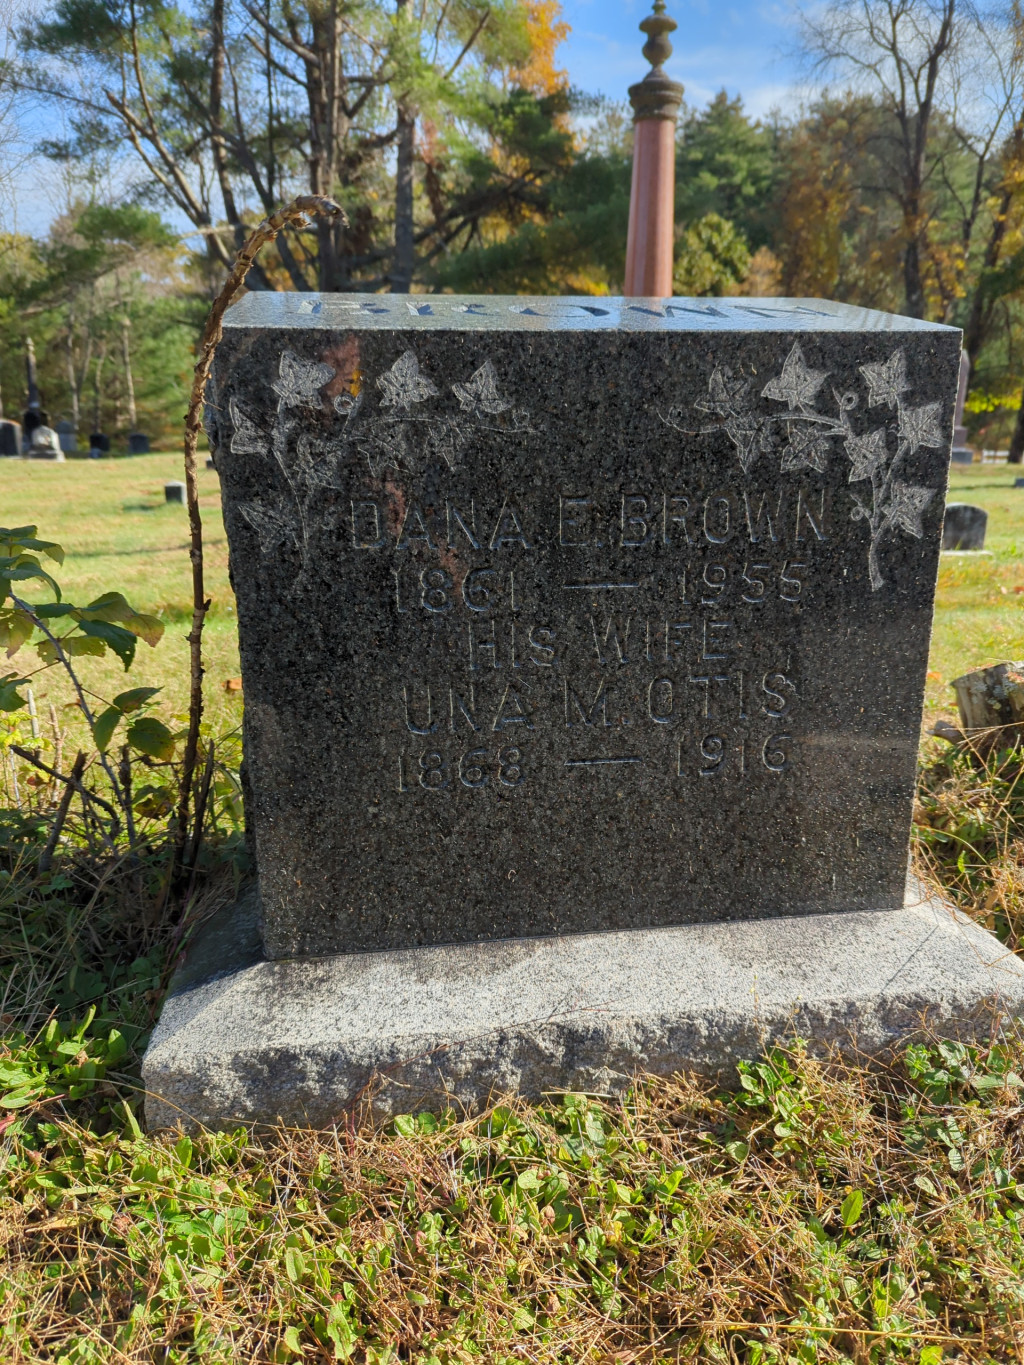 BROWN
DANA E. BROWN
1861 — 1955
HIS WIFE
UNA M. OTIS
1868 — 1916